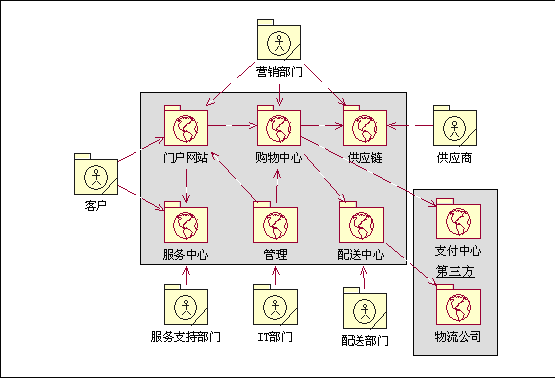 营销部门
门户网站
购物中心
供应链
供应商
客户
服务中心
管理
配送中心
支付中心
第三方
服务支持部门
IT部门
配送部门
物流公司